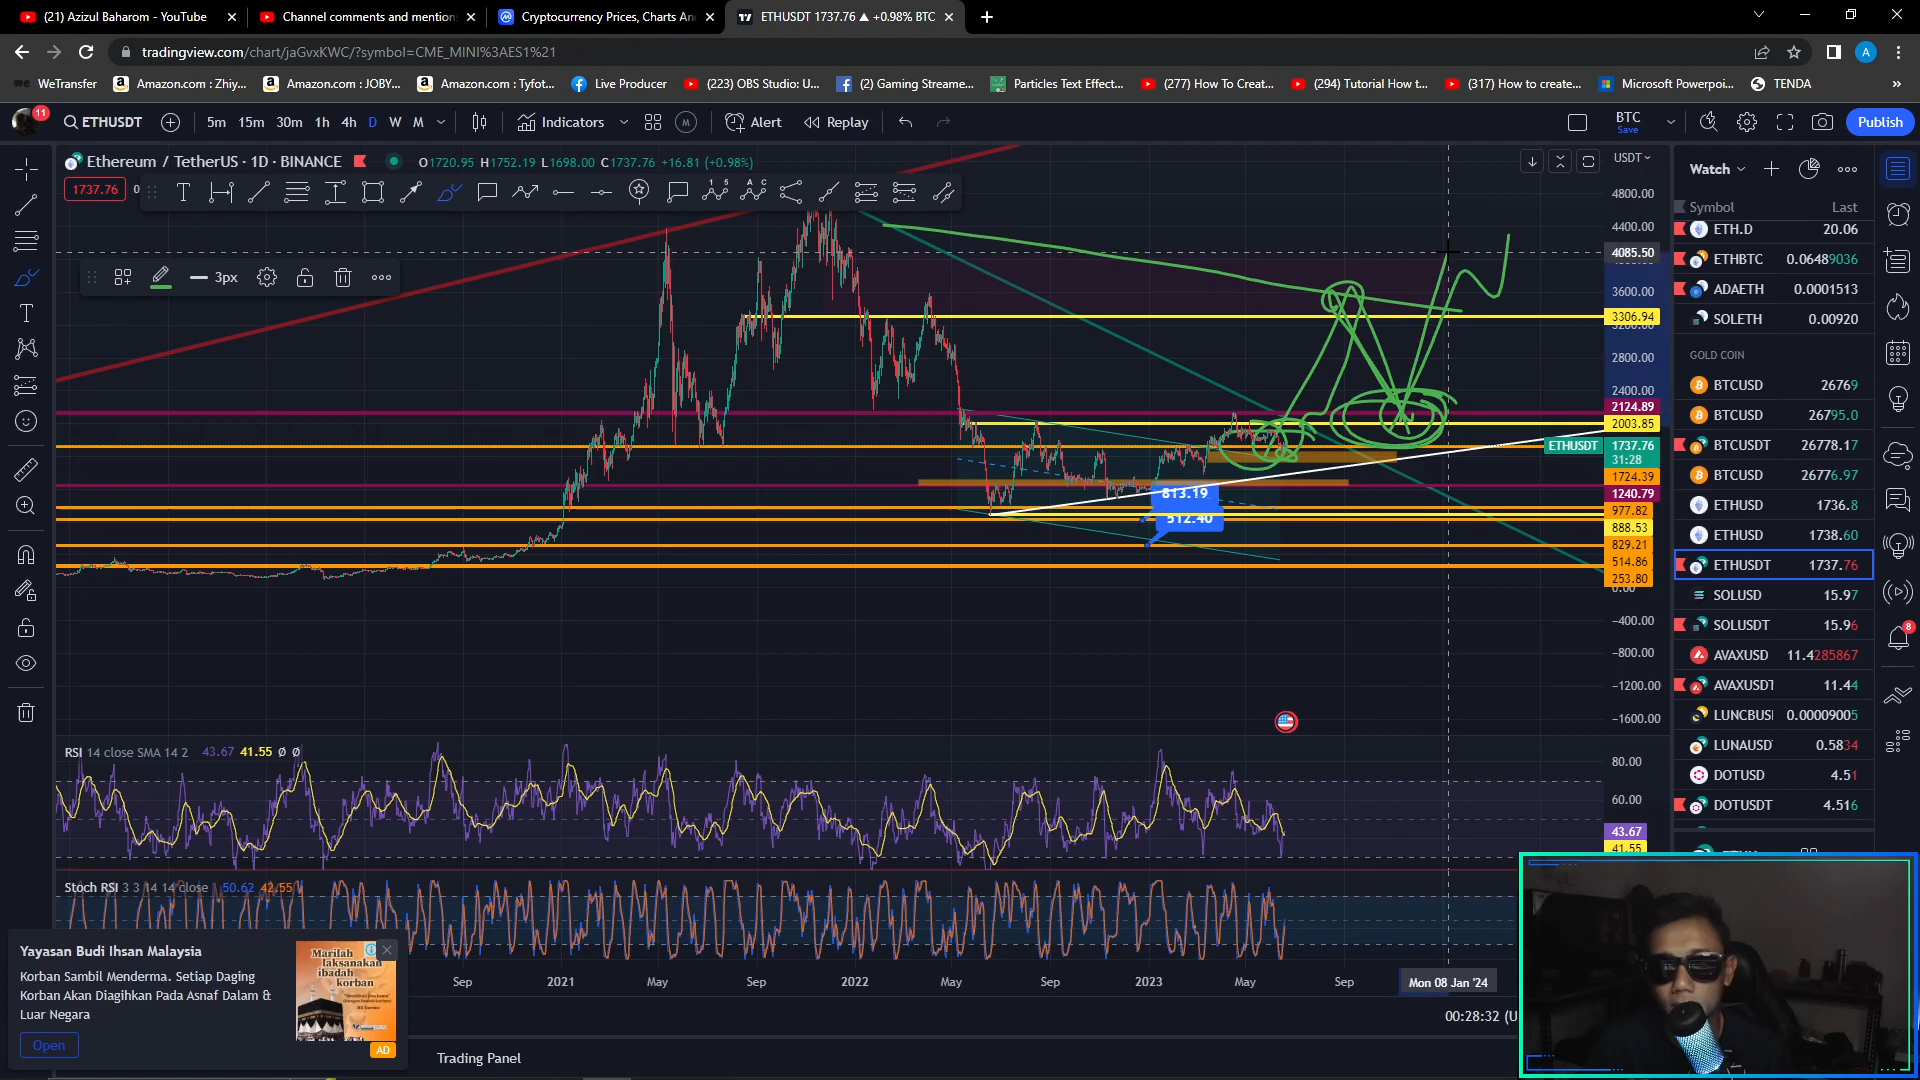 (21) Azizul Baharom - YouTube
Channel comments and mention
Cryptocurrency Prices, Charts An
ETHUSDT 1737.76 ▲ +0.98% BTC
tradingview.com/chart/jaGvxKWC/?symbol=CME_MINI%3AES1%21
A
WeTransfer
Amazon.com : Zhiy...
Amazon.com : JOBY,...
Amazon.com : Tyfot...
Live Producer
(223) OBS Studio: U...
(2) Gaming Streame...
Particles Text Effect...
(277) How To Creat...
(294) Tutorial How t...
(317) How to create...
Microsoft Powerpoi...
TENDA
11
ETHUSDT
5m 15m 30m 1h 4h D W M
Indicators
Alert
Replay
BTC
Save
Publish
Ethereum / TetherUS · 1D · BINANCE
O1720.95 H1752.19 L1698.00 C1737.76 +16.81 (+0.98%)
1737.76
3px
USDT
4800.00
4400.00
4085.50
3600.00
3306.94
3200.00
2800.00
2400.00
2124.89
2003.85
ETHUSDT 1737.76
31:28
1724.39
1240.79
977.82
888.53
829.21
514.86
253.80
0.00
−400.00
−800.00
−1200.00
−1600.00
813.19
512.40
RSI 14 close SMA 14 2 43.67 41.55 Ø Ø
80.00
60.00
43.67
41.55
Stoch RSI 3 3 14 14 close 50.62 42.55
Sep 2021 May Sep 2022 May Sep 2023 May Sep Mon 08 Jan '24
00:28:32 (U
Trading Panel
Watch
Symbol Last
ETH.D 20.06
ETHBTC 0.06489036
ADAETH 0.0001513
SOLETH 0.00920
GOLD COIN
BTCUSD 26769
BTCUSD 26795.0
BTCUSDT 26778.17
BTCUSD 26776.97
ETHUSD 1736.8
ETHUSD 1738.60
ETHUSDT 1737.76
SOLUSD 15.97
SOLUSDT 15.96
AVAXUSD 11.4285867
AVAXUSDT 11.44
LUNCBUSI 0.00009005
LUNAUSD 0.5834
DOTUSD 4.51
DOTUSDT 4.516
8
Yayasan Budi Ihsan Malaysia
Korban Sambil Menderma. Setiap Daging
Korban Akan Diagihkan Pada Asnaf Dalam &
Luar Negara
Open
Marilah
laksanakan
ibadah
korban
AD